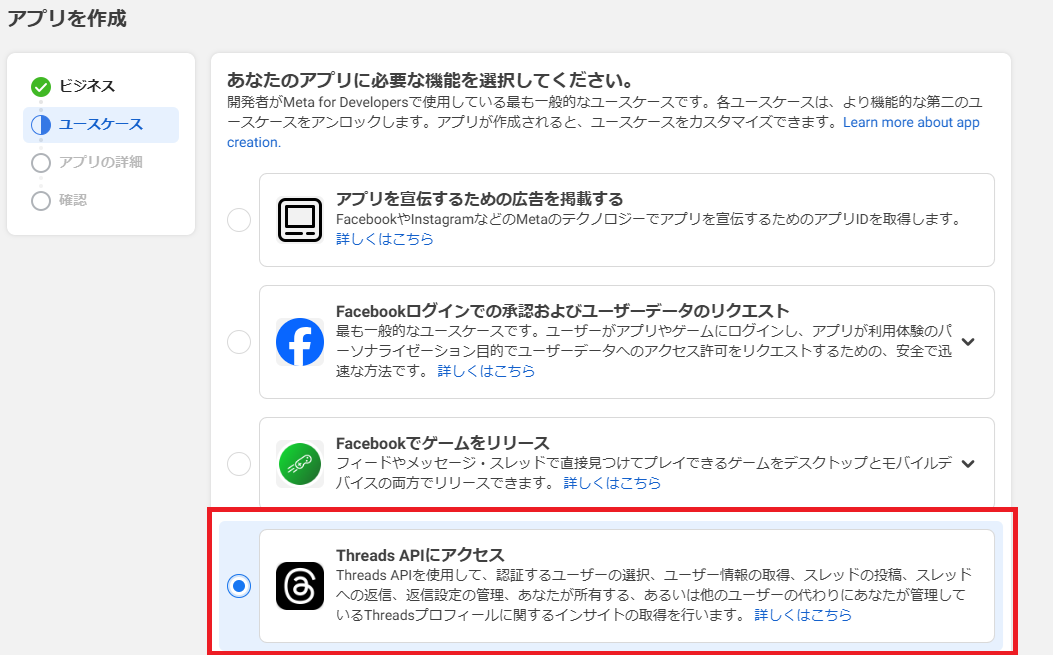 アプリを作成
ビジネス
ユースケース
アプリの詳細
確認
あなたのアプリに必要な機能を選択してください。
開発者がMeta for Developersで使用している最も一般的なユースケースです。各ユースケースは、より機能的な第二のユ
ースケースをアンロックします。アプリが作成されると、ユースケースをカスタマイズできます。Learn more about app
creation.
アプリを宣伝するための広告を掲載する
FacebookやInstagramなどのMetaのテクノロジーでアプリを宣伝するためのアプリIDを取得します。
詳しくはこちら
Facebookログインでの承認およびユーザーデータのリクエスト
最も一般的なユースケースです。ユーザーがアプリやゲームにログインし、アプリが利用体験のパ
ーソナライゼーション目的でユーザーデータへのアクセス許可をリクエストするための、安全で迅
速な方法です。 詳しくはこちら
Facebookでゲームをリリース
フィードやメッセージ・スレッドで直接見つけてプレイできるゲームをデスクトップとモバイルデ
バイスの両方でリリースできます。 詳しくはこちら
Threads APIにアクセス
Threads APIを使用して、認証するユーザーの選択、ユーザー情報の取得、スレッドの投稿、スレッド
への返信、返信設定の管理、あなたが所有する、あるいは他のユーザーの代わりにあなたが管理して
いるThreadsプロフィールに関するインサイトの取得を行います。 詳しくはこちら